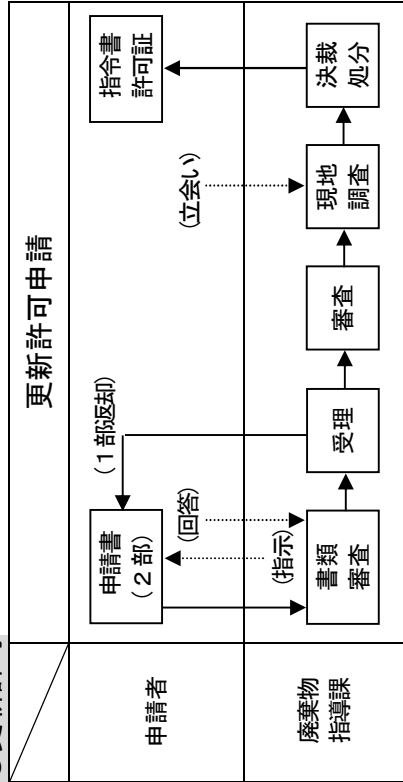 更新許可申請
申請者
申請書
（２部）
(１部返却)
(回答)
(指示)
(立会い)
指令書
許可証
廃棄物
指導課
書類
審査
受理
審査
現地
調査
決裁
処分